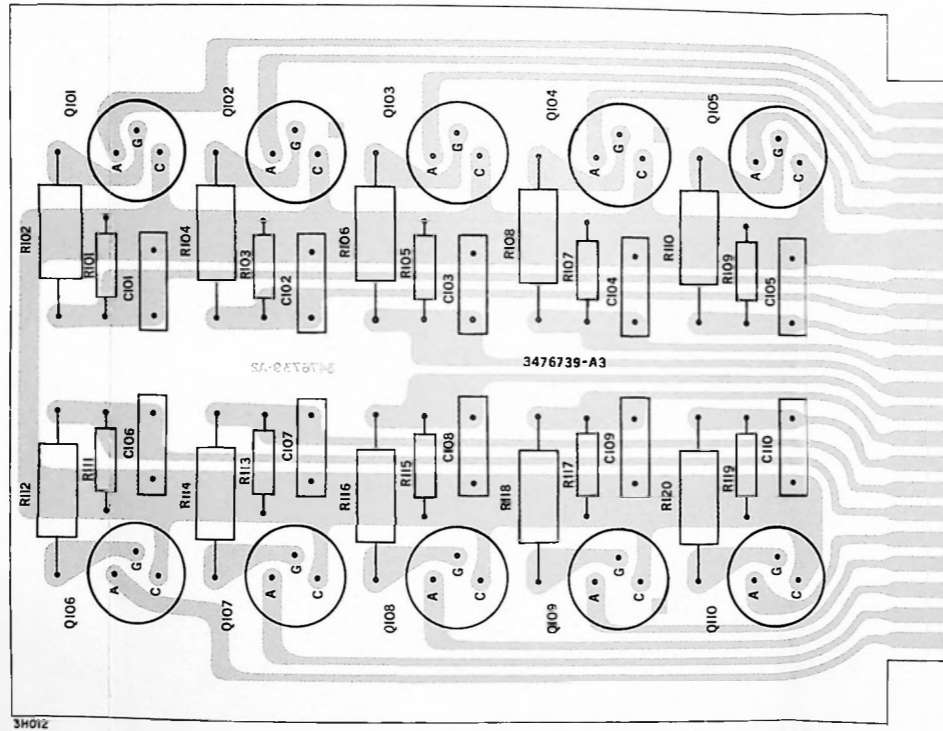 Q101
Q102
Q103
Q104
Q105
A G C
A G C
A G C
A G C
A G C
R102
R101
C101
R104
R103
C102
R106
R105
C103
R108
R107
C104
R110
R109
C105
3476739-A2
3476739-A3
R112
R111
C106
R114
R113
C107
R116
R115
C108
R118
R117
C109
R120
R119
C110
A G C
A G C
A G C
A G C
A G C
Q106
Q107
Q108
Q109
Q110
3H012